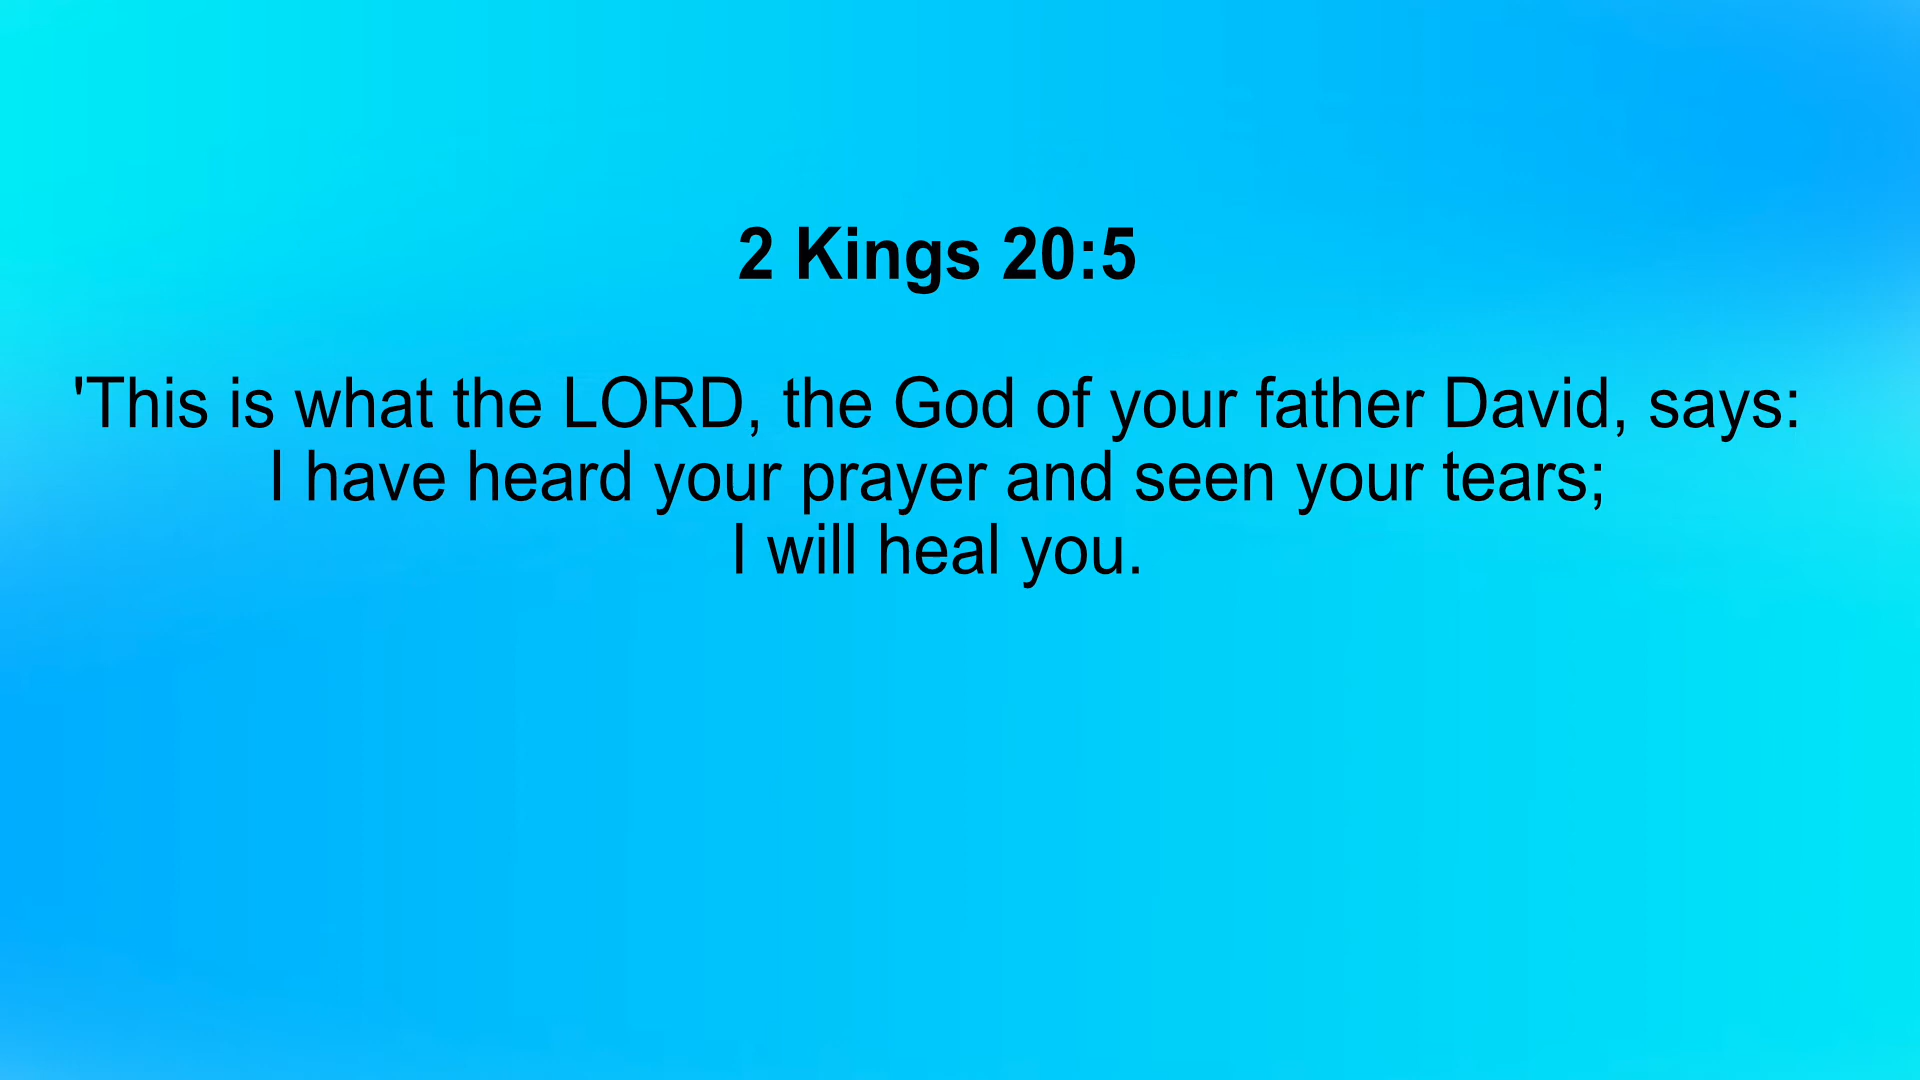 2 Kings 20:5
'This is what the LORD, the God of your father David, says:
I have heard your prayer and seen your tears;
I will heal you.